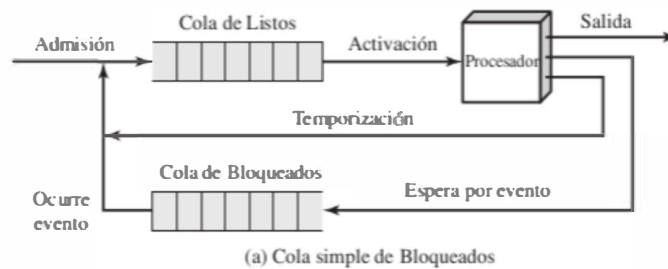 Cola de Listos
Salida
Admisión
Activación
Procesador
Temporización
Cola de Bloqueados
Ocurre
evento
Espera por evento
(a) Cola simple de Bloqueados